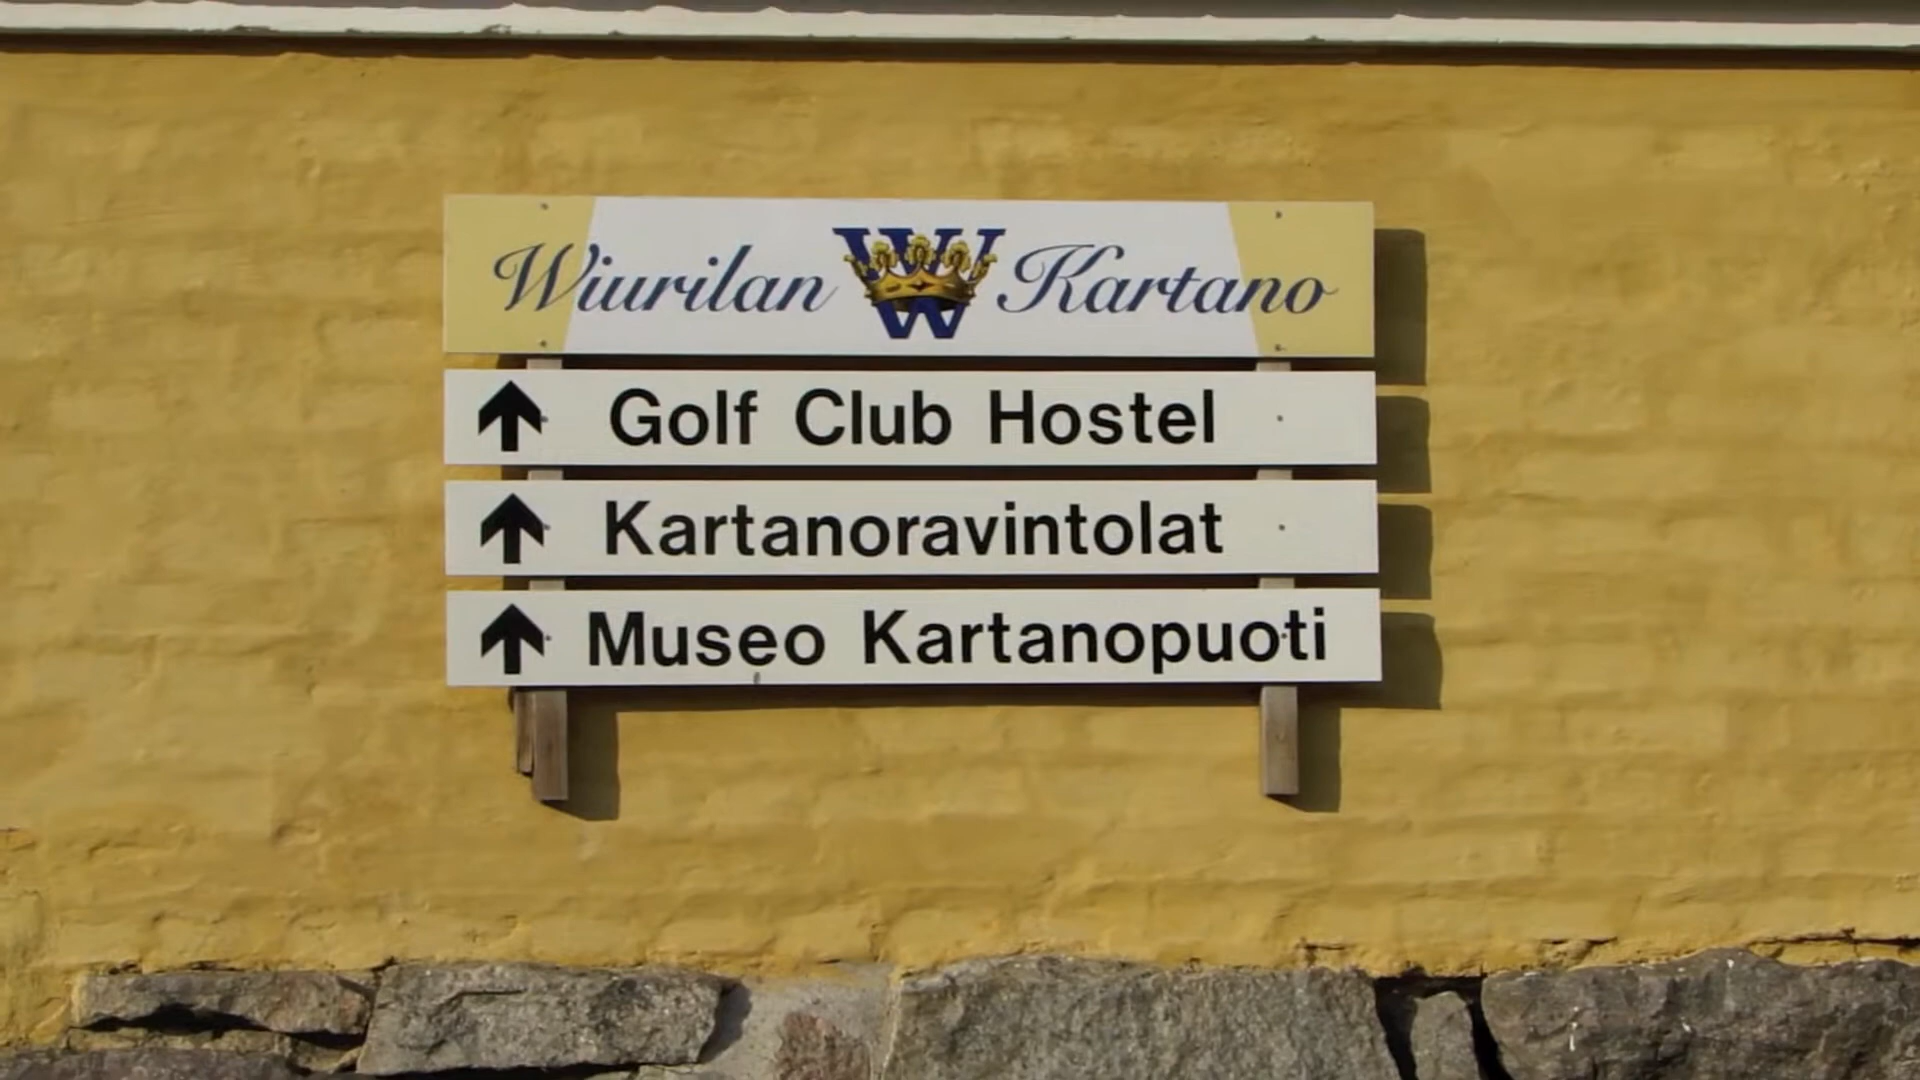 Wiurilan W Kartano
Golf Club Hostel
Kartanoravintolat
Museo Kartanopuoti